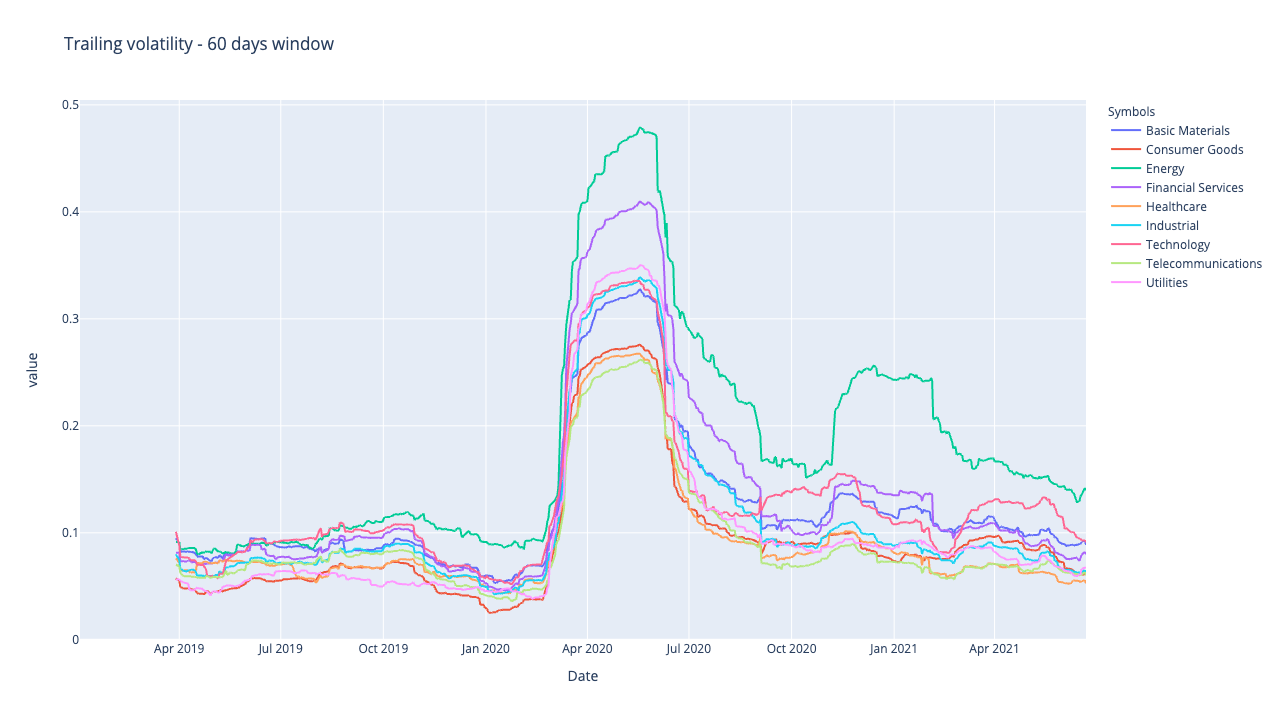 Trailing volatility - 60 days window
Symbols
Basic Materials
Consumer Goods
Energy
Financial Services
Healthcare
Industrial
Technology
Telecommunications
Utilities
value
0.5
0.4
0.3
0.2
0.1
0
Apr 2019 Jul 2019 Oct 2019 Jan 2020 Apr 2020 Jul 2020 Oct 2020 Jan 2021 Apr 2021
Date